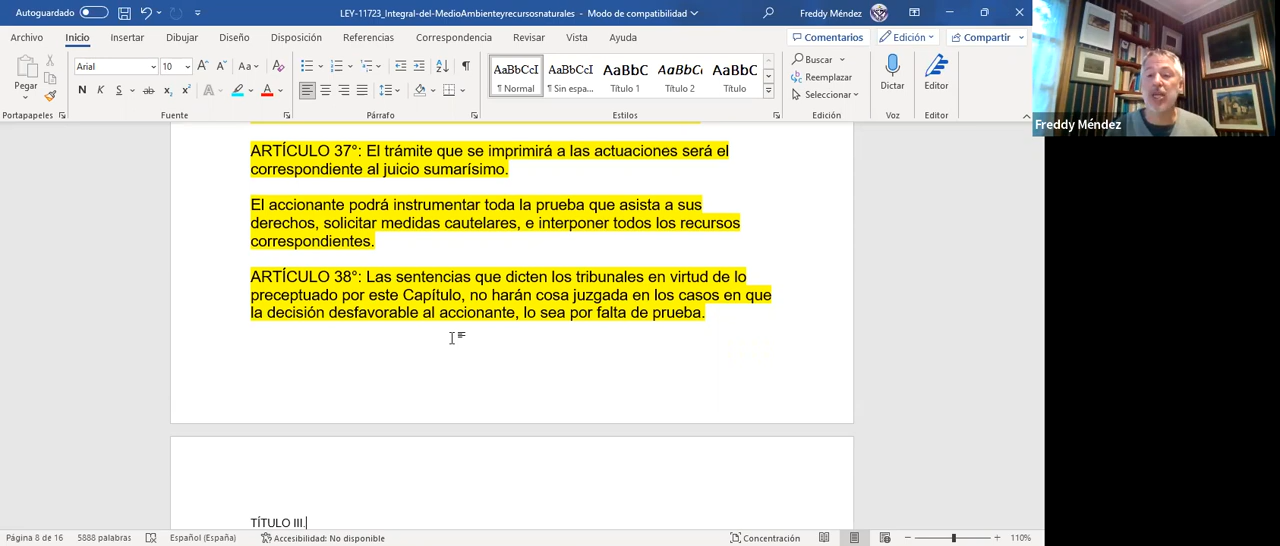 Autoguardado
LEY-11723_Integral-del-MedioAmbienteyrecursosnaturales - Modo de compatibilidad
Freddy Méndez
Archivo Inicio Insertar Dibujar Diseño Disposición Referencias Correspondencia Revisar Vista Ayuda
Comentarios Edición Compartir
Pegar
Arial 10
Aa
N K S ab x₂ x² A A
AaBbCcI AaBbCcI AaBbC AaBbC AaBbC
¶ Normal ¶ Sin espa... Título 1 Título 2 Título
Buscar
Reemplazar
Seleccionar
Dictar
Editor
Portapapeles Fuente Párrafo Estilos Edición Voz Editor
Freddy Méndez
ARTÍCULO 37°: El trámite que se imprimirá a las actuaciones será el
correspondiente al juicio sumarísimo.
El accionante podrá instrumentar toda la prueba que asista a sus
derechos, solicitar medidas cautelares, e interponer todos los recursos
correspondientes.
ARTÍCULO 38°: Las sentencias que dicten los tribunales en virtud de lo
preceptuado por este Capítulo, no harán cosa juzgada en los casos en que
la decisión desfavorable al accionante, lo sea por falta de prueba.
TÍTULO III.
Página 8 de 16 5888 palabras Español (España) Accesibilidad: No disponible Concentración 110%